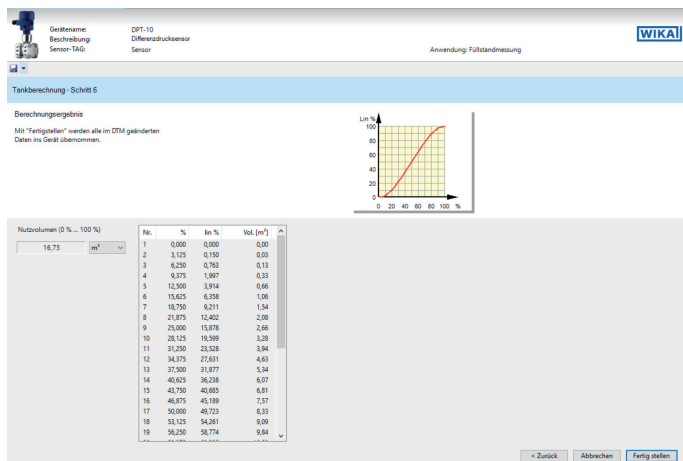 Gerätename: DPT-10
Beschreibung: Differenzdrucksensor
Sensor-TAG: Sensor
Anwendung: Füllstandmessung
WIKAI
Tankberechnung - Schritt 6
Berechnungsergebnis
Mit "Fertigstellen" werden alle im DTM geänderten
Daten ins Gerät übernommen.
Lin %
100
80
60
40
20
0
0 20 40 60 80 100 %
Nutzvolumen (0 % ... 100 %)
16,75 m³
Nr. % lin % Vol. [m³]
1 0,000 0,000 0,00
2 3,125 0,150 0,03
3 6,250 0,763 0,13
4 9,375 1,997 0,33
5 12,500 3,914 0,66
6 15,625 6,358 1,06
7 18,750 9,211 1,54
8 21,875 12,402 2,08
9 25,000 15,878 2,66
10 28,125 19,599 3,28
11 31,250 23,528 3,94
12 34,375 27,631 4,63
13 37,500 31,877 5,34
14 40,625 36,238 6,07
15 43,750 40,685 6,81
16 46,875 45,189 7,57
17 50,000 49,723 8,33
18 53,125 54,261 9,09
19 56,250 58,774 9,84
< Zurück Abbrechen Fertig stellen